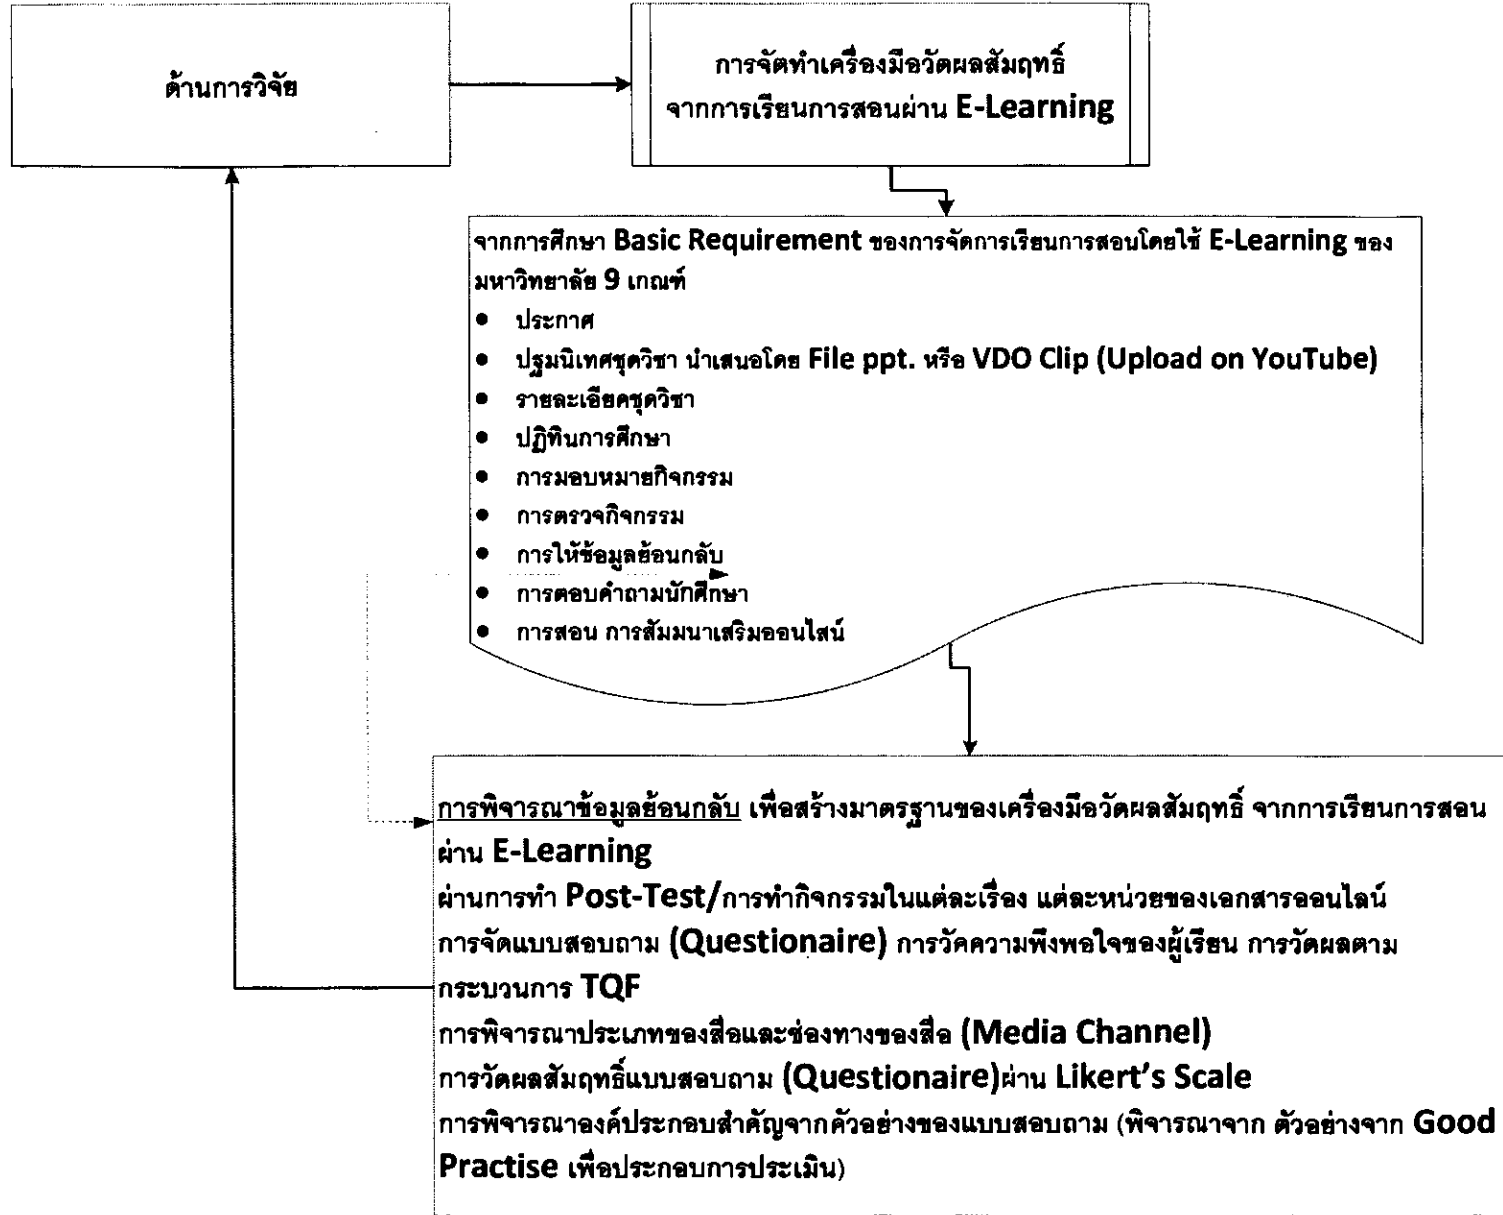 ด้านการวิจัย
การจัดทำเครื่องมือวัดผลสัมฤทธิ์
จากการเรียนการสอนผ่าน E-Learning
จากการศึกษา Basic Requirement ของการจัดการเรียนการสอนโดยใช้ E-Learning ของ
มหาวิทยาลัย 9 เกณฑ์
● ประกาศ
● ปฐมนิเทศชุดวิชา นำเสนอโดย File ppt. หรือ VDO Clip (Upload on YouTube)
● รายละเอียดชุดวิชา
● ปฏิทินการศึกษา
● การมอบหมายกิจกรรม
● การตรวจกิจกรรม
● การให้ข้อมูลย้อนกลับ
● การตอบคำถามนักศึกษา
● การสอน การสัมมนาเสริมออนไลน์
การพิจารณาข้อมูลย้อนกลับ เพื่อสร้างมาตรฐานของเครื่องมือวัดผลสัมฤทธิ์ จากการเรียนการสอน
ผ่าน E-Learning
ผ่านการทำ Post-Test/การทำกิจกรรมในแต่ละเรื่อง แต่ละหน่วยของเอกสารออนไลน์
การจัดแบบสอบถาม (Questionaire) การวัดความพึงพอใจของผู้เรียน การวัดผลตาม
กระบวนการ TQF
การพิจารณาประเภทของสื่อและช่องทางของสื่อ (Media Channel)
การวัดผลสัมฤทธิ์แบบสอบถาม (Questionaire)ผ่าน Likert's Scale
การพิจารณาองค์ประกอบสำคัญจากตัวอย่างของแบบสอบถาม (พิจารณาจาก ตัวอย่างจาก Good
Practise เพื่อประกอบการประเมิน)